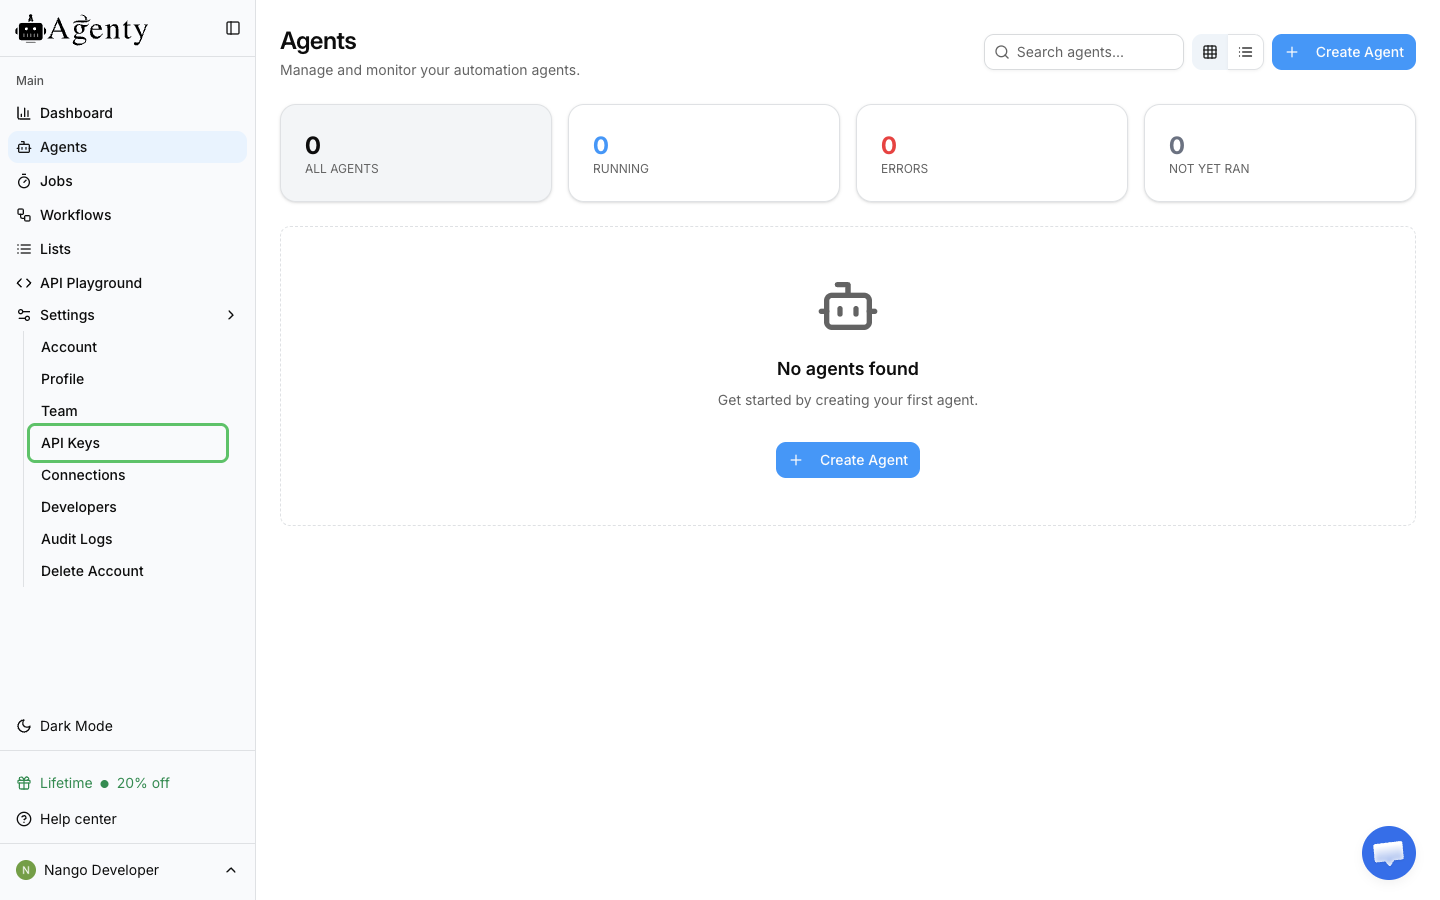 Agenty
Main
Dashboard
Agents
Jobs
Workflows
Lists
API Playground
Settings
Account
Profile
Team
API Keys
Connections
Developers
Audit Logs
Delete Account
Dark Mode
Lifetime ● 20% off
Help center
N Nango Developer
Agents
Manage and monitor your automation agents.
Search agents...
Create Agent
0
ALL AGENTS
0
RUNNING
0
ERRORS
0
NOT YET RAN
No agents found
Get started by creating your first agent.
Create Agent